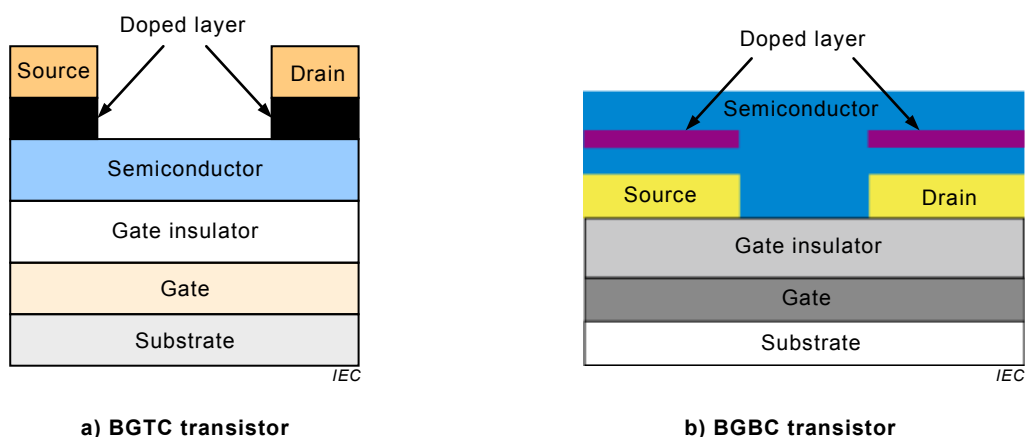 Doped layer
Source
Drain
Semiconductor
Gate insulator
Gate
Substrate
IEC
a) BGTC transistor
Doped layer
Semiconductor
Source
Drain
Gate insulator
Gate
Substrate
IEC
b) BGBC transistor